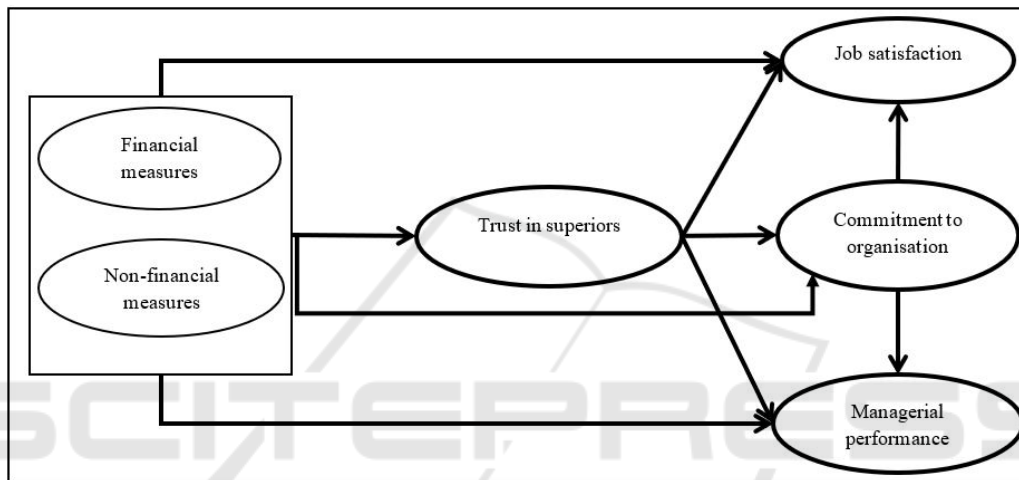 Job satisfaction
Financial
measures
Trust in superiors
Commitment to
organisation
Non-financial
measures
Managerial
performance
SCITEPRESS